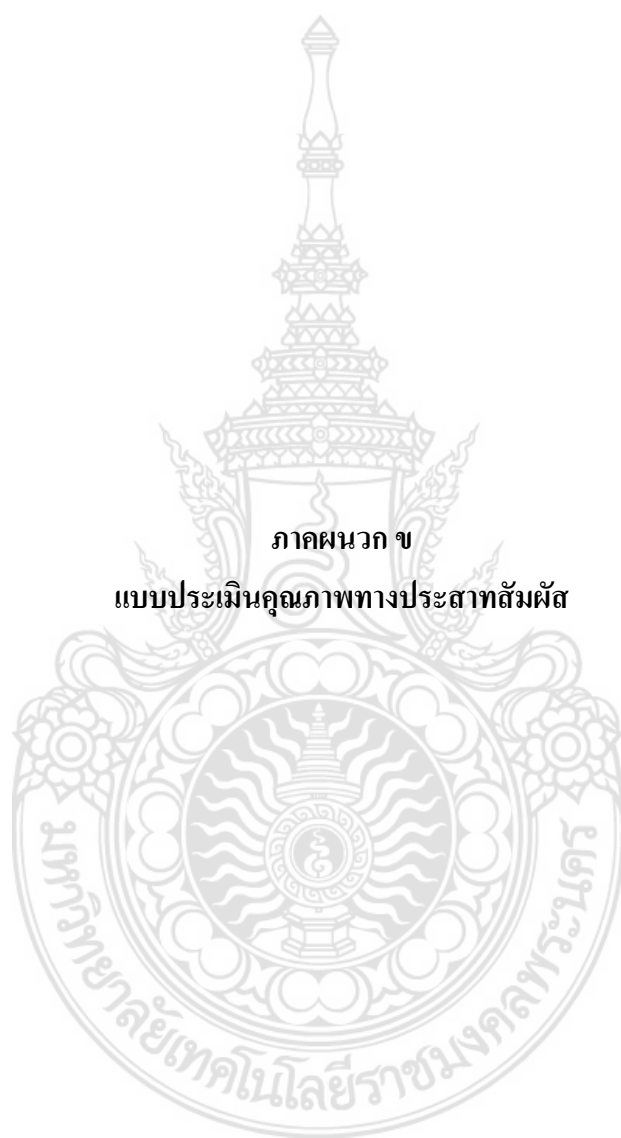 ภาคผนวก ข
แบบประเมินคุณภาพทางประสาทสัมผัส
มหาวิทยาลัยเทคโนโลยีราชมงคลพระนคร